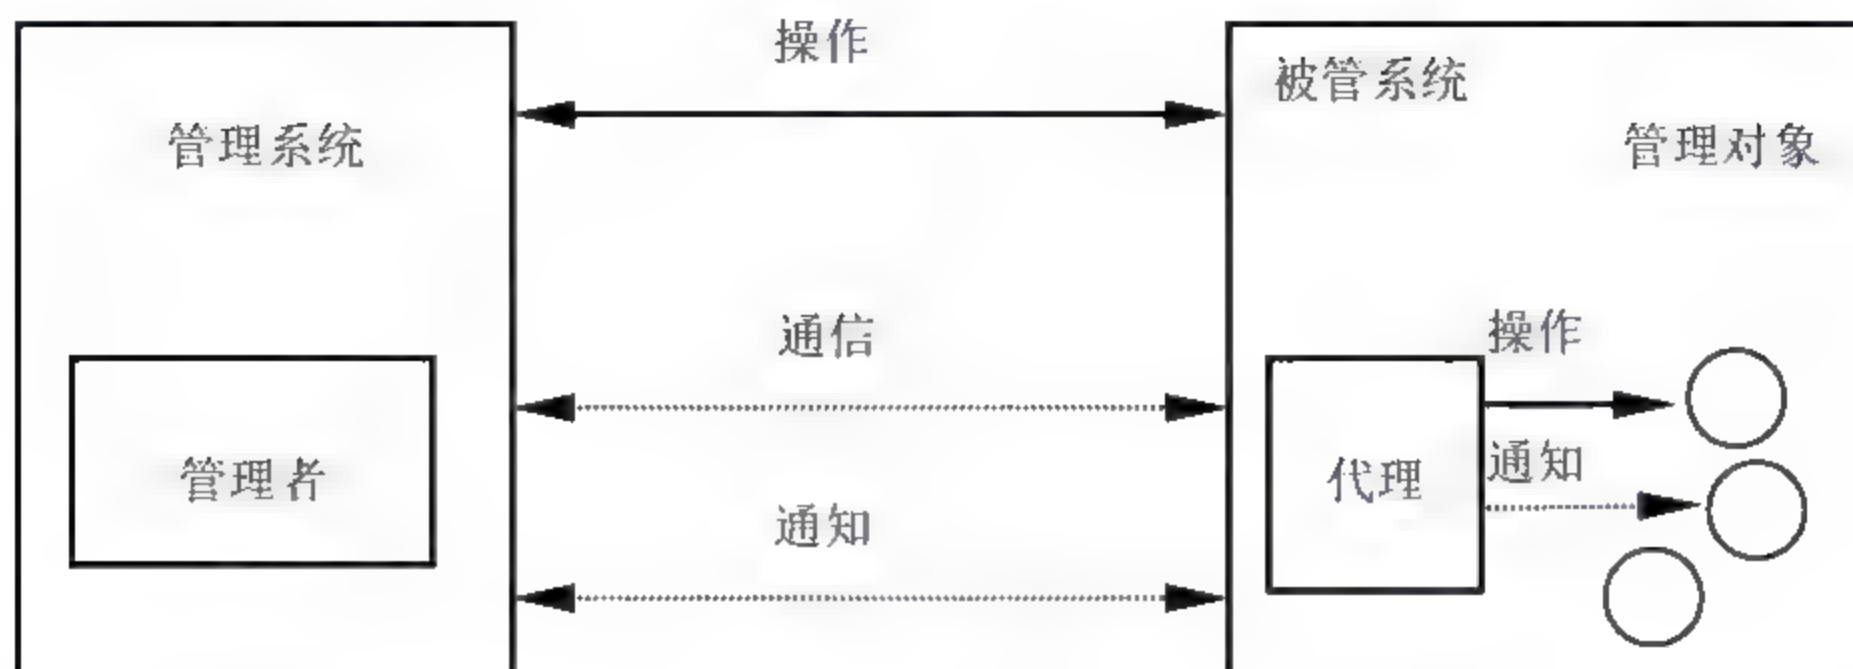 操作
被管系统
管理系统
管理对象
通信
操作
管理者
代理
通知
通知